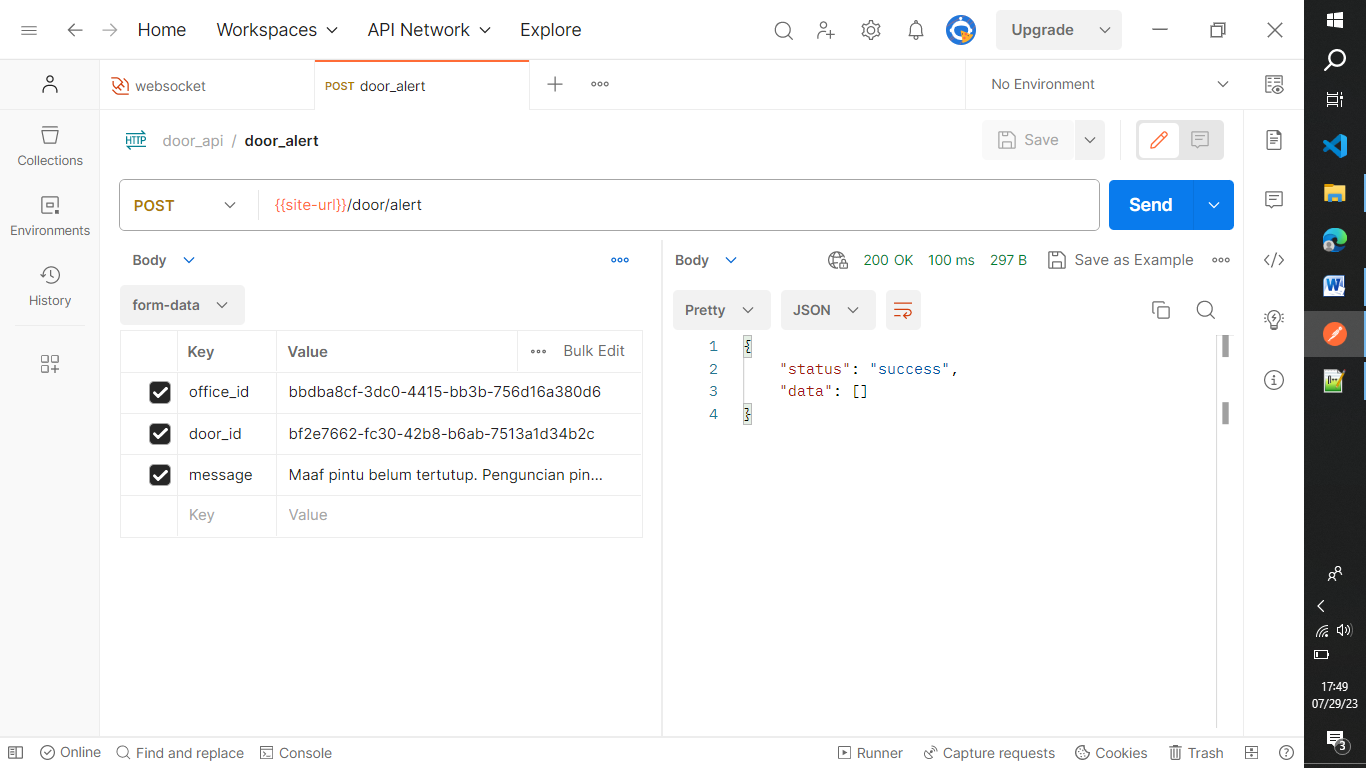 Home Workspaces API Network Explore Upgrade
websocket POST door_alert No Environment
HTTP door_api / door_alert Save
Collections
Environments
History
POST {{site-url}}/door/alert Send
Body Body 200 OK 100 ms 297 B Save as Example
form-data Pretty JSON
Key Value Bulk Edit
office_id bbdba8cf-3dc0-4415-bb3b-756d16a380d6
door_id bf2e7662-fc30-42b8-b6ab-7513a1d34b2c
message Maaf pintu belum tertutup. Penguncian pin...
Key Value
1 {
2 "status": "success",
3 "data": []
4 }
17:49
07/29/23
3
Online Find and replace Console Runner Capture requests Cookies Trash